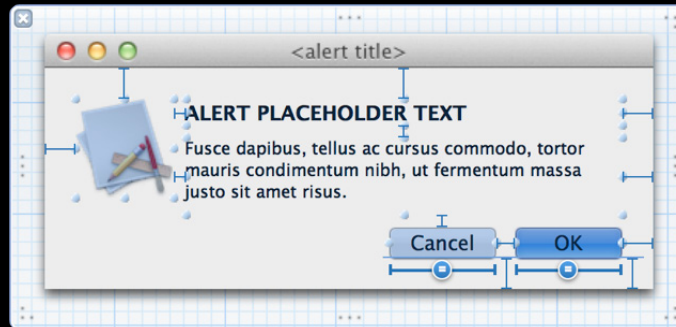 <alert title>
ALERT PLACEHOLDER TEXT
Fusce dapibus, tellus ac cursus commodo, tortor
mauris condimentum nibh, ut fermentum massa
justo sit amet risus.
Cancel OK